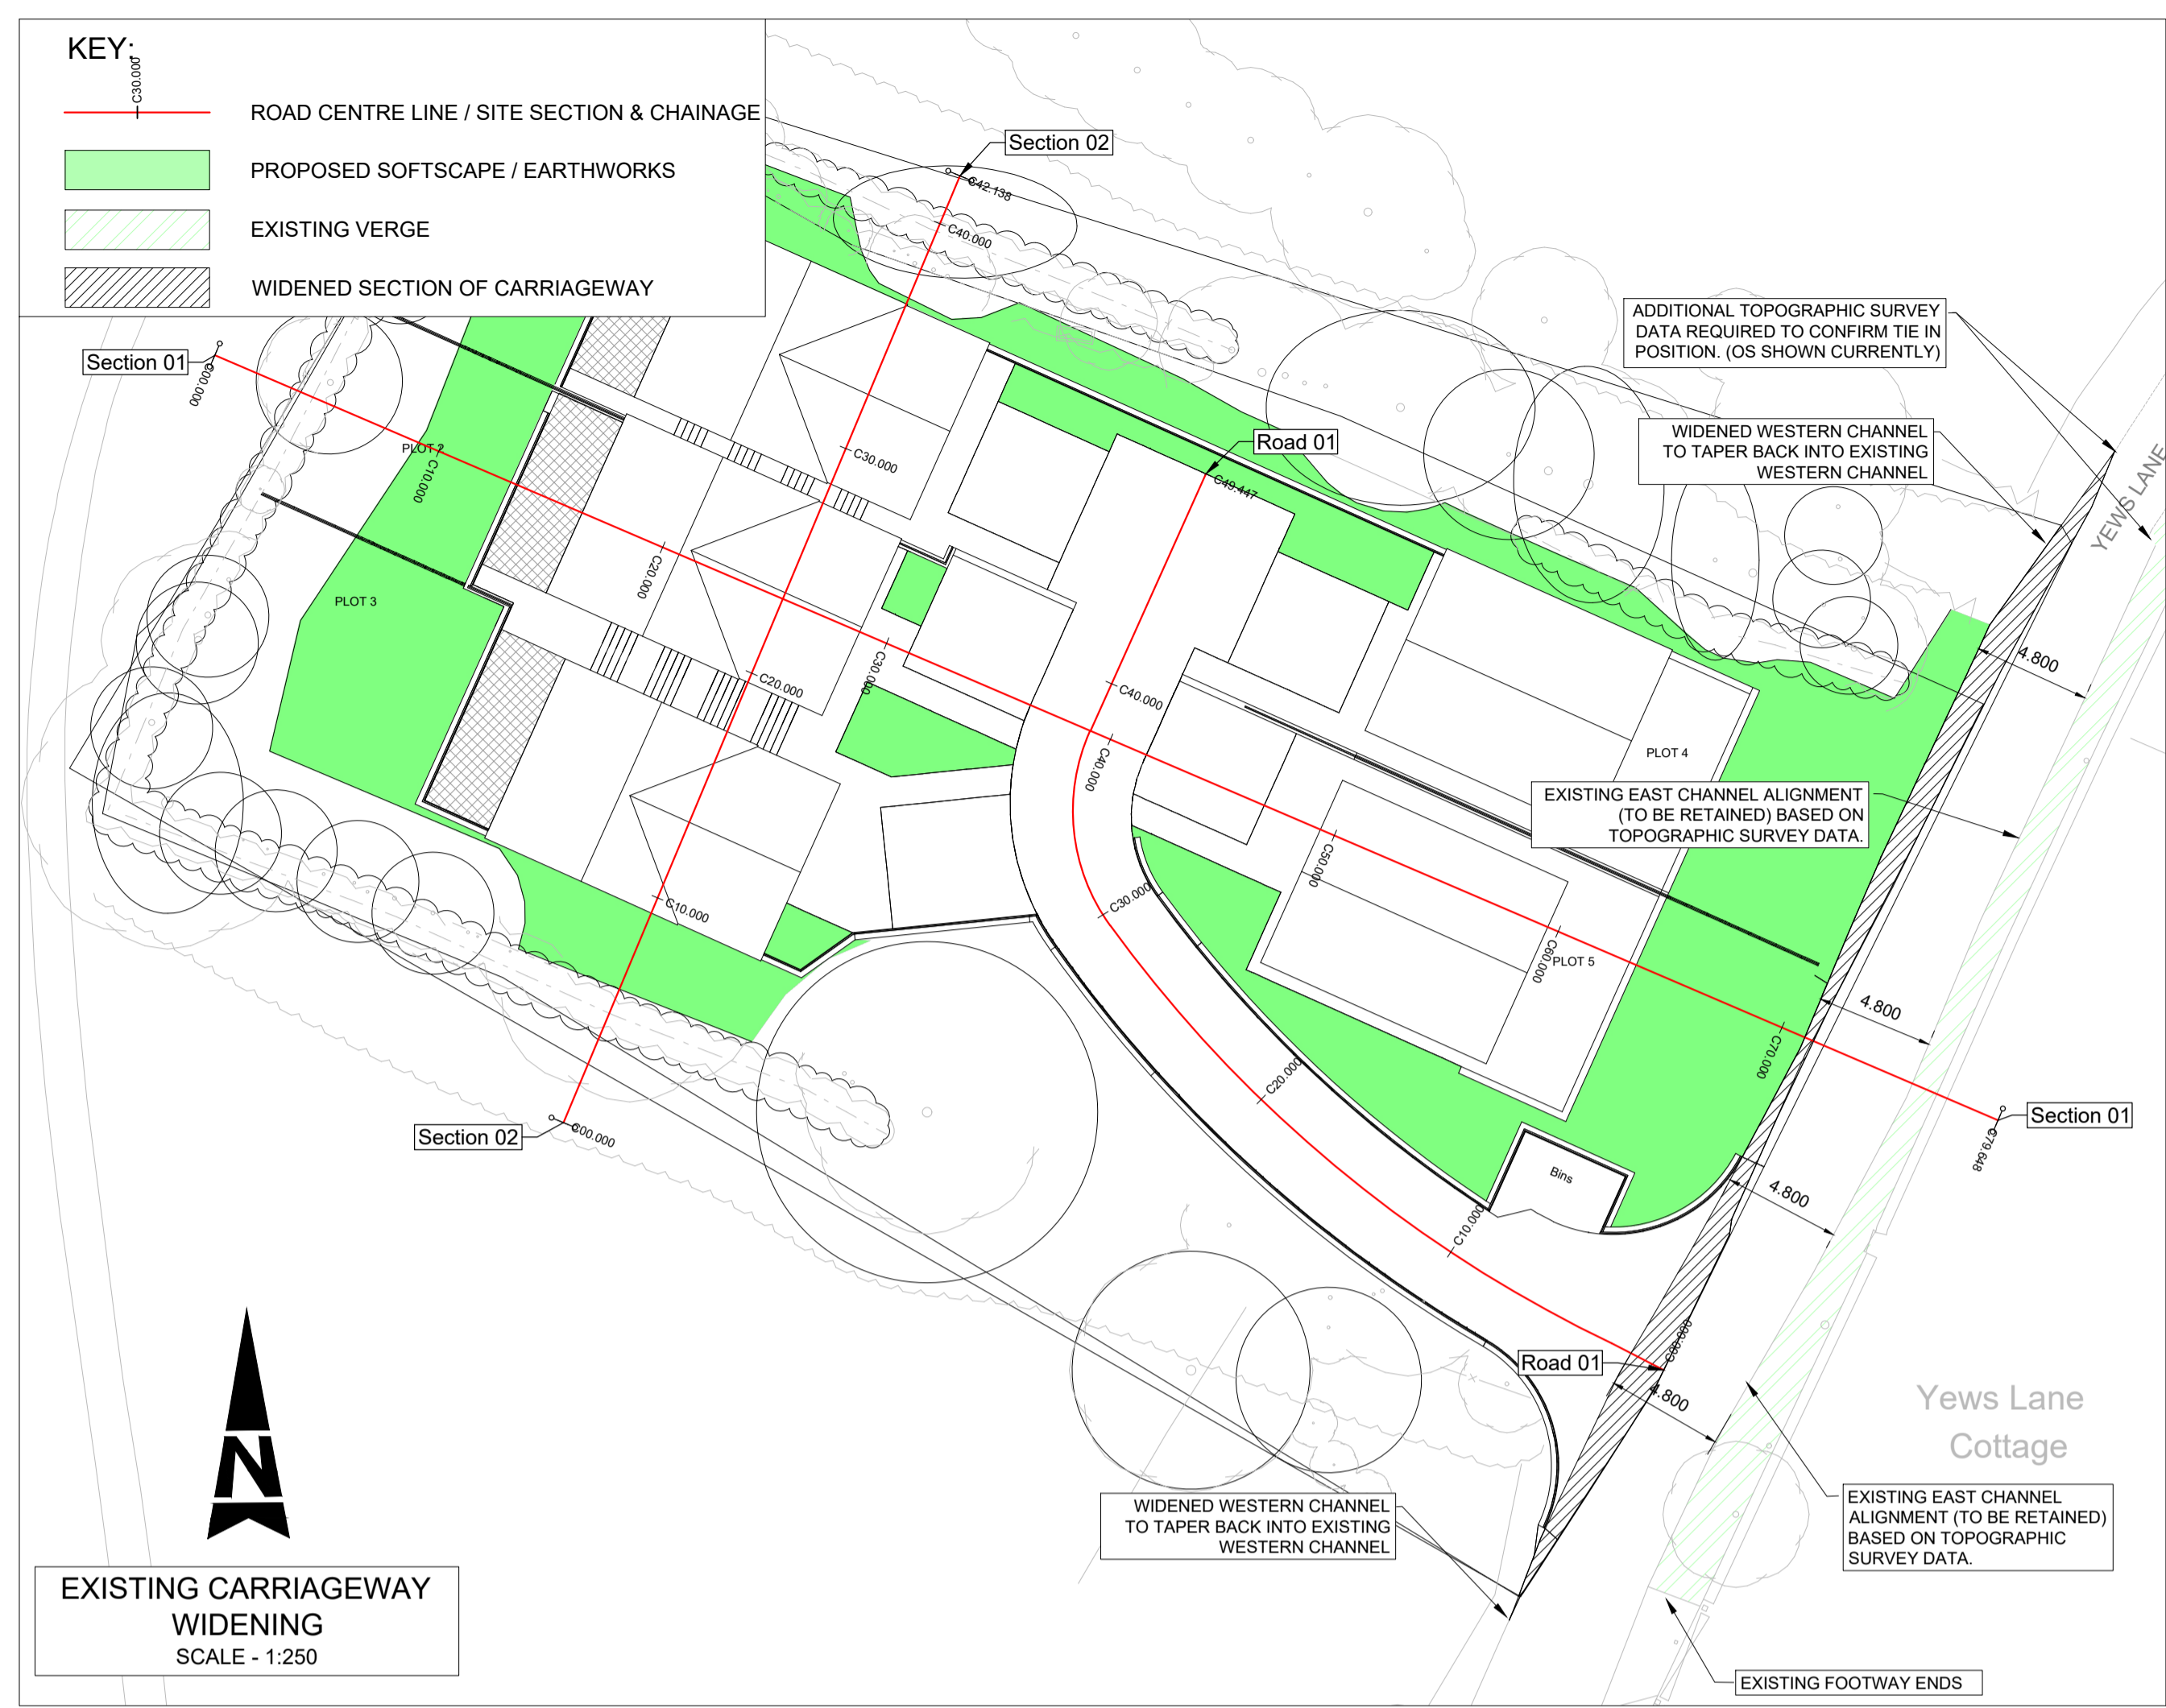 KEY:
C30.000
ROAD CENTRE LINE / SITE SECTION & CHAINAGE
PROPOSED SOFTSCAPE / EARTHWORKS
EXISTING VERGE
WIDENED SECTION OF CARRIAGEWAY
Section 02
C42.138
C40.000
ADDITIONAL TOPOGRAPHIC SURVEY
DATA REQUIRED TO CONFIRM TIE IN
POSITION. (OS SHOWN CURRENTLY)
Section 01
C00.000
WIDENED WESTERN CHANNEL
TO TAPER BACK INTO EXISTING
WESTERN CHANNEL
YEWS LANE
Road 01
C49.447
PLOT 2
C10.000
C30.000
C20.000
PLOT 3
C30.000
C20.000
C40.000
C40.000
4.800
PLOT 4
EXISTING EAST CHANNEL ALIGNMENT
(TO BE RETAINED) BASED ON
TOPOGRAPHIC SURVEY DATA.
C50.000
C10.000
C30.000
C60.000
PLOT 5
4.800
C70.000
C20.000
Section 02
C00.000
Section 01
C79.648
Bins
4.800
C10.000
C00.000
Road 01
4.800
Yews Lane
Cottage
WIDENED WESTERN CHANNEL
TO TAPER BACK INTO EXISTING
WESTERN CHANNEL
EXISTING EAST CHANNEL
ALIGNMENT (TO BE RETAINED)
BASED ON TOPOGRAPHIC
SURVEY DATA.
N
EXISTING CARRIAGEWAY
WIDENING
SCALE - 1:250
EXISTING FOOTWAY ENDS